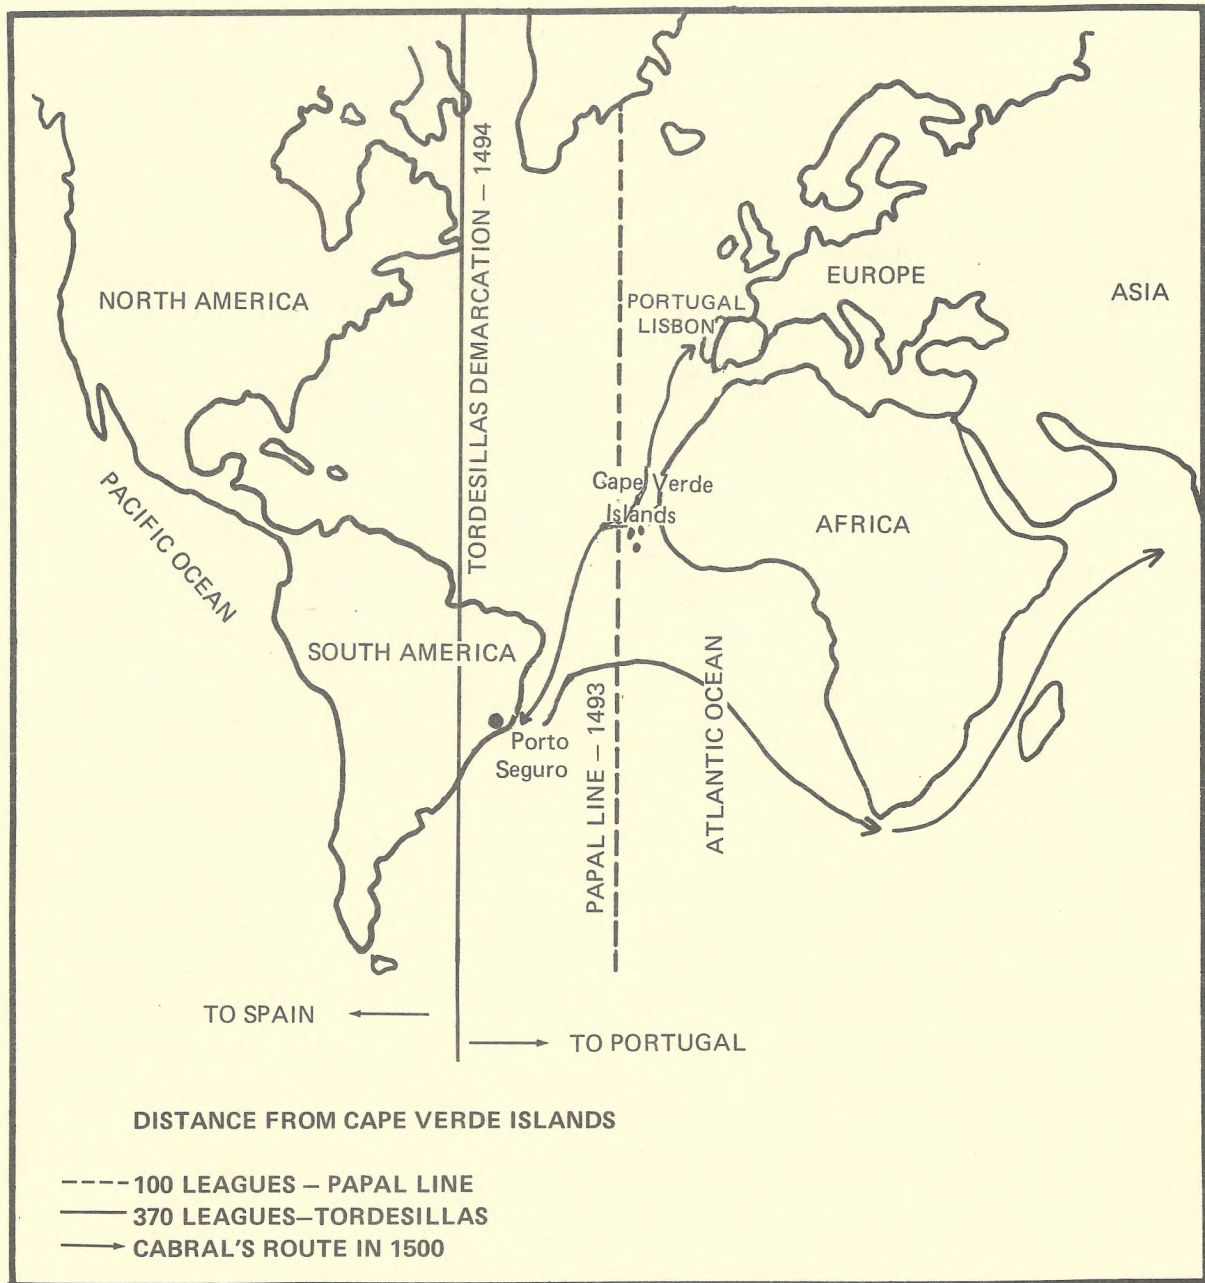 TORDESILLAS DEMARCATION – 1494
NORTH AMERICA
EUROPE
ASIA
PORTUGAL
LISBON
PACIFIC OCEAN
Cape Verde
Islands
AFRICA
SOUTH AMERICA
Porto
Seguro
PAPAL LINE – 1493
ATLANTIC OCEAN
TO SPAIN
TO PORTUGAL
DISTANCE FROM CAPE VERDE ISLANDS
100 LEAGUES – PAPAL LINE
370 LEAGUES–TORDESILLAS
CABRAL'S ROUTE IN 1500